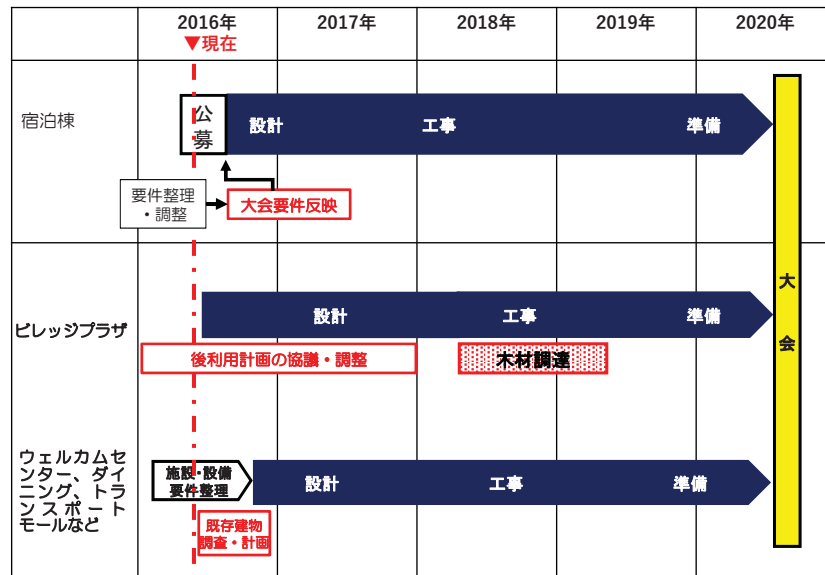 2016年
2017年
2018年
2019年
2020年
▼現在
宿泊棟
公
募
設計
工事
準備
要件整理
・調整
大会要件反映
ビレッジプラザ
設計
工事
準備
後利用計画の協議・調整
木材調達
ウェルカムセ
ンター、ダイ
ニング、トラ
ンスポート
モールなど
施設・設備
要件整理
設計
工事
準備
既存建物
調査・計画
大
会